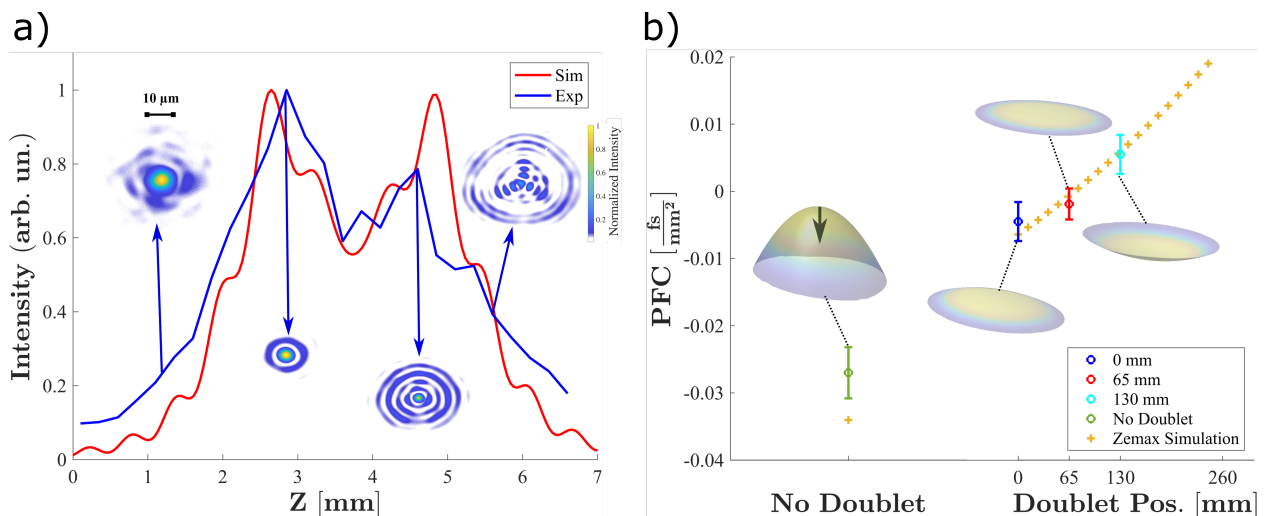 a)
Intensity (arb. un.)
1
0.8
0.6
0.4
0.2
0
0 1 2 3 4 5 6 7
Z [mm]
10 µm
Sim
Exp
1
0.8
0.6
0.4
0.2
Normalized Intensity
b)
PFC [fs/mm²]
0.02
0.01
0
-0.01
-0.02
-0.03
-0.04
0 65 130 260
No Doublet
Doublet Pos. [mm]
0 mm
65 mm
130 mm
No Doublet
Zemax Simulation